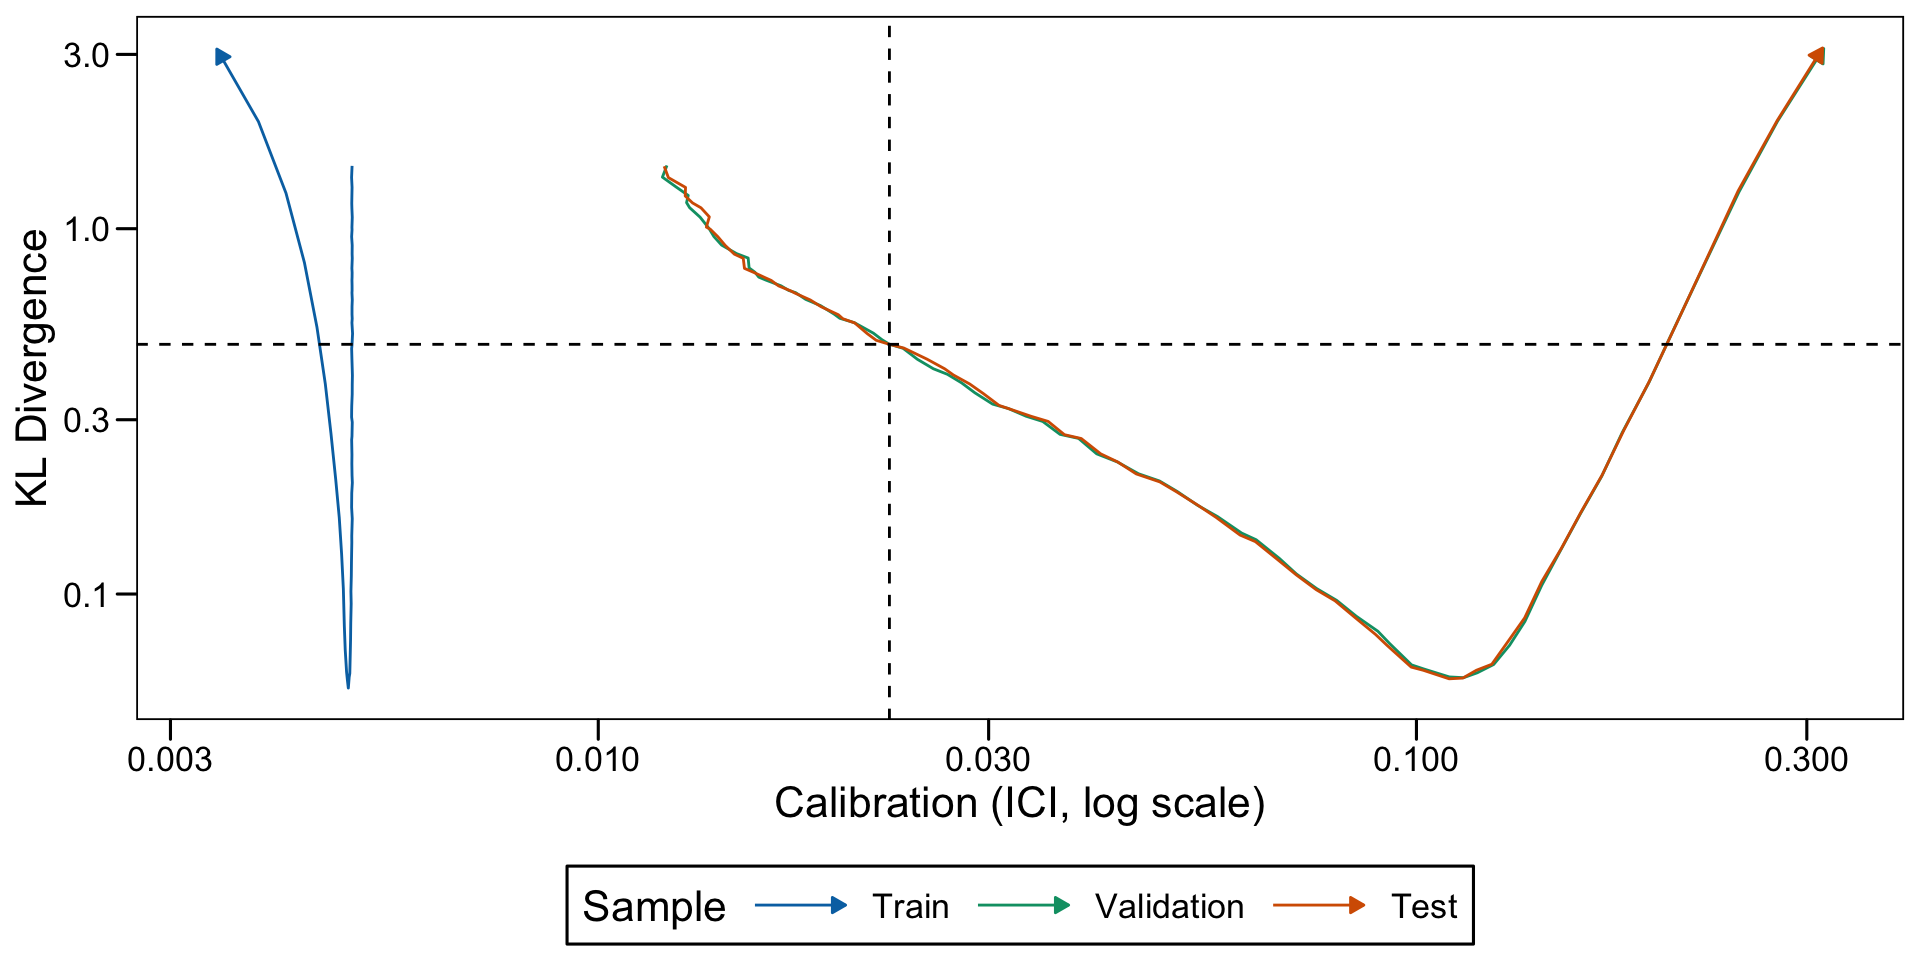 3.0
1.0
0.3
0.1
KL Divergence
0.003 0.010 0.030 0.100 0.300
Calibration (ICI, log scale)
Sample Train Validation Test